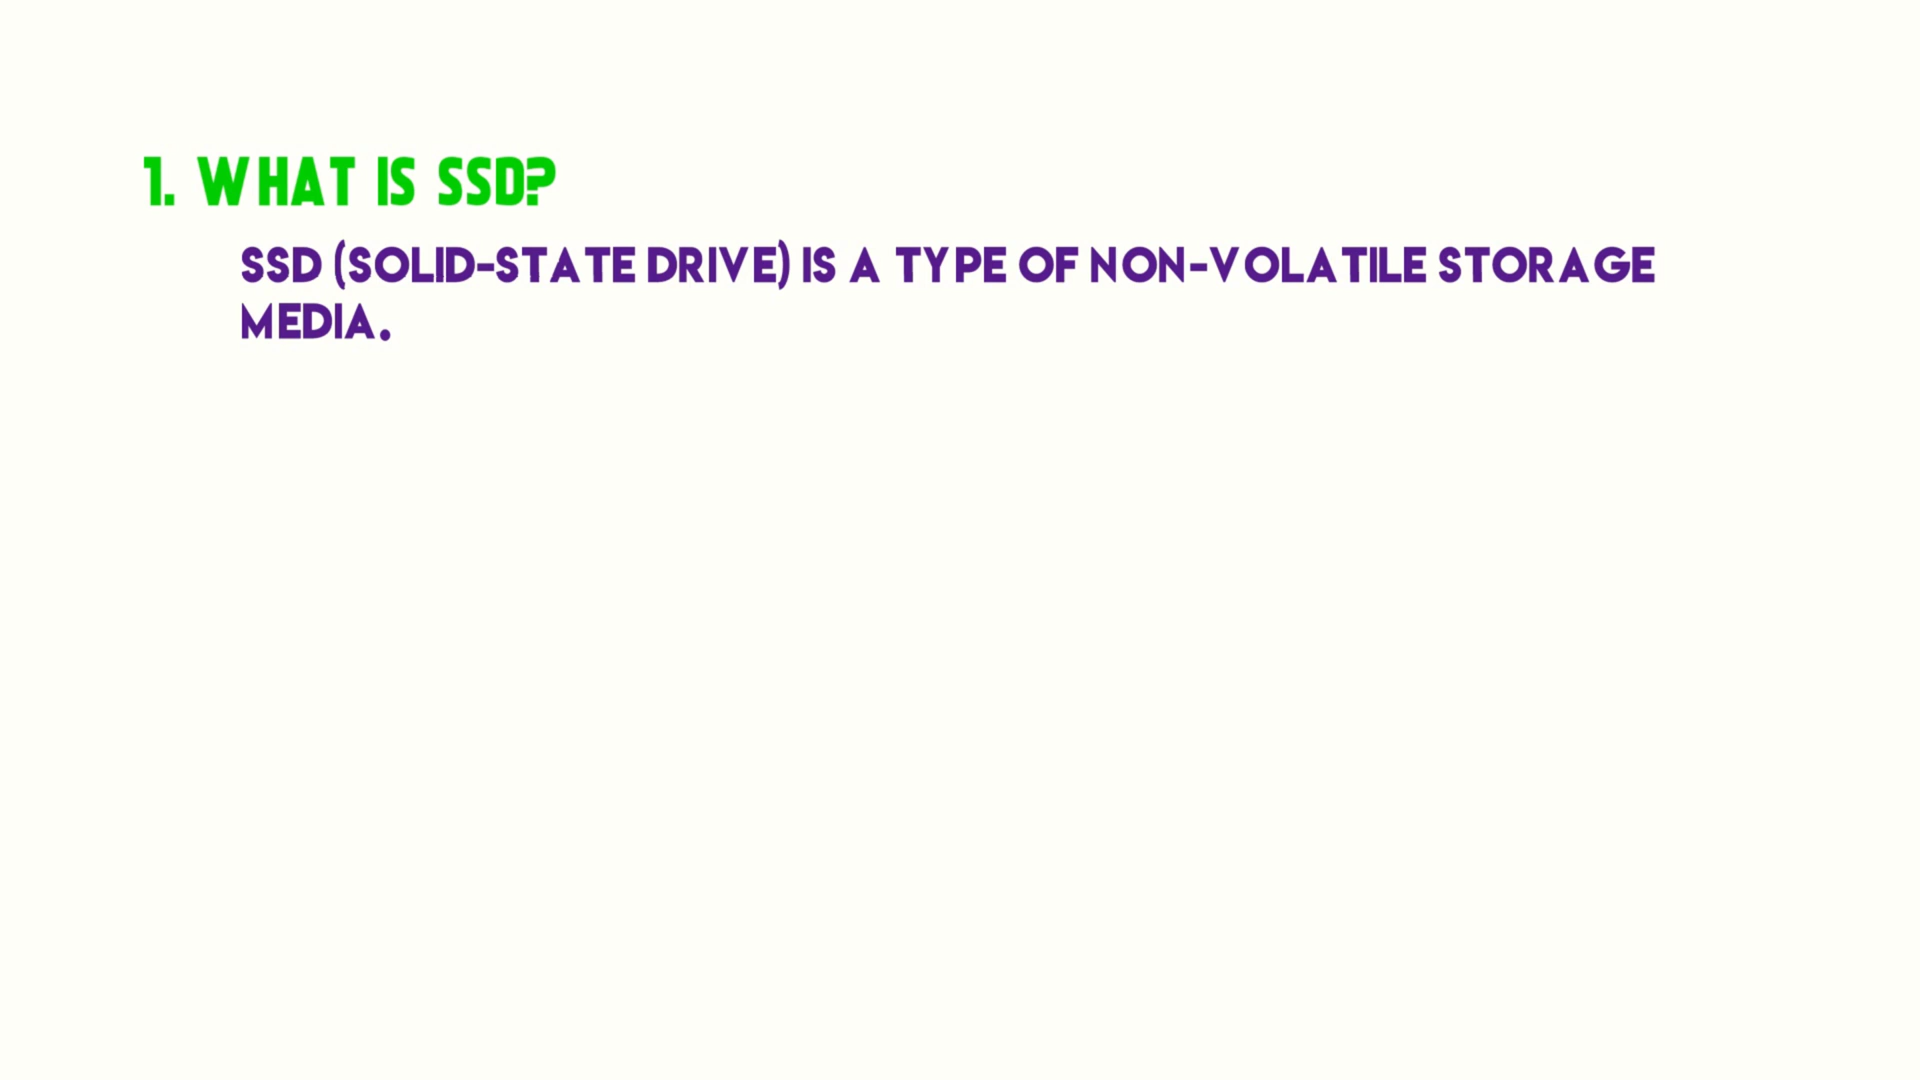 1. WHAT IS SSD?
SSD (SOLID-STATE DRIVE) IS A TYPE OF NON-VOLATILE STORAGE
MEDIA.